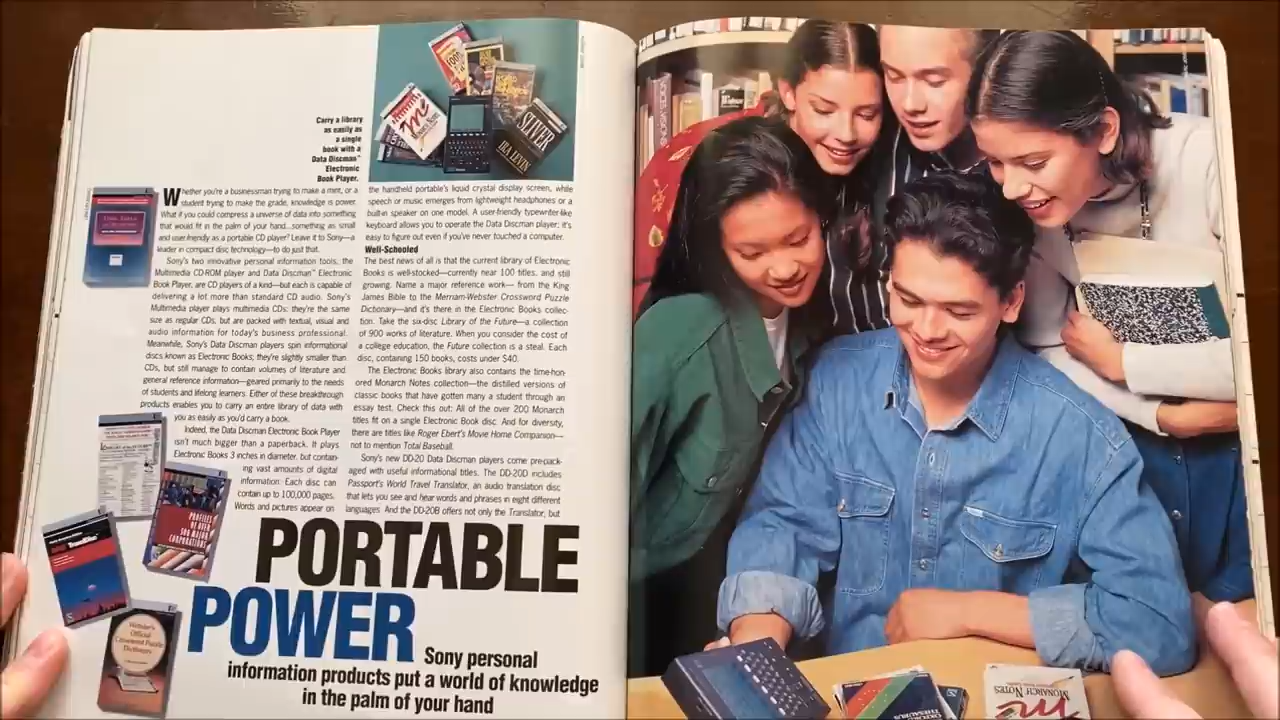 Carry a library
as easily as
a single
book with a
Data Discman™
Electronic
Book Player.
Whether you're a businessman trying to make a mint, or a
student trying to make the grade, knowledge is power.
What if you could compress a universe of data into something
that would fit in the palm of your hand...something as small
and user-friendly as a portable CD player? Leave it to Sony—a
leader in compact disc technology—to do just that.
Sony's two innovative personal information tools, the
Multimedia CD-ROM player and Data Discman™ Electronic
Book Player, are CD players of a kind—but each is capable of
delivering a lot more than standard CD audio. Sony's
Multimedia player plays multimedia CDs: they're the same
size as regular CDs, but are packed with textual, visual and
audio information for today's business professional.
Meanwhile, Sony's Data Discman players spin informational
discs known as Electronic Books; they're slightly smaller than
CDs, but still manage to contain volumes of literature and
general reference information—geared primarily to the needs
of students and lifelong learners. Either of these breakthrough
products enables you to carry an entire library of data with
you as easily as you'd carry a book.
Indeed, the Data Discman Electronic Book Player
isn't much bigger than a paperback. It plays
Electronic Books 3 inches in diameter, but contain-
ing vast amounts of digital
information: Each disc can
contain up to 100,000 pages.
Words and pictures appear on
the handheld portable's liquid crystal display screen, while
speech or music emerges from lightweight headphones or a
built-in speaker on one model. A user-friendly typewriter-like
keyboard allows you to operate the Data Discman player; it's
easy to figure out even if you've never touched a computer.
Well-Schooled
The best news of all is that the current library of Electronic
Books is well-stocked—currently near 100 titles, and still
growing. Name a major reference work— from the King
James Bible to the Merriam-Webster Crossword Puzzle
Dictionary—and it's there in the Electronic Books collec-
tion. Take the six-disc Library of the Future—a collection
of 900 works of literature. When you consider the cost of
a college education, the Future collection is a steal. Each
disc, containing 150 books, costs under $40.
The Electronic Books library also contains the time-hon-
ored Monarch Notes collection—the distilled versions of
classic books that have gotten many a student through an
essay test. Check this out: All of the over 200 Monarch
titles fit on a single Electronic Book disc. And for diversity,
there are titles like Roger Ebert's Movie Home Companion—
not to mention Total Baseball.
Sony's new DD-20 Data Discman players come pre-pack-
aged with useful informational titles. The DD-20D includes
Passport's World Travel Translator, an audio translation disc
that lets you see and hear words and phrases in eight different
languages. And the DD-20B offers not only the Translator, but
PROFILES
OF OVER
500 MAJOR
CORPORATIONS
Webster's
Official
Crossword Puzzle
Dictionary
PORTABLE
POWER
Sony personal
information products put a world of knowledge
in the palm of your hand
SLIVER
IRA LEVIN
VOICES & VISIONS
OXFORD
THESAURUS
MONARCH NOTES